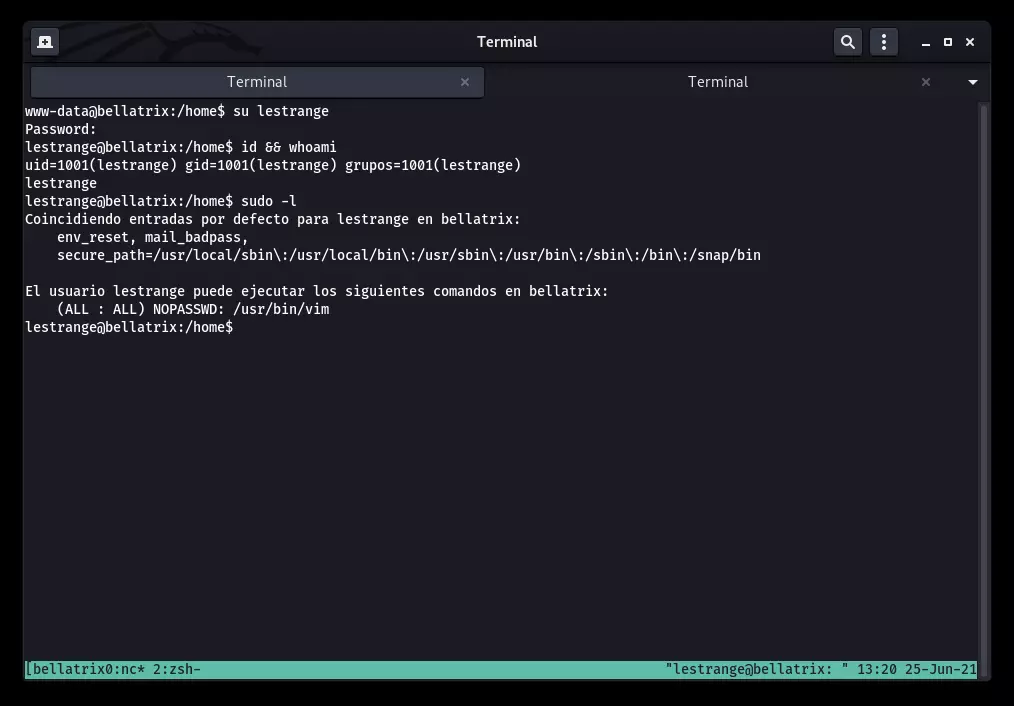 Terminal
Terminal
Terminal
www-data@bellatrix:/home$ su lestrange
Password:
lestrange@bellatrix:/home$ id && whoami
uid=1001(lestrange) gid=1001(lestrange) grupos=1001(lestrange)
lestrange
lestrange@bellatrix:/home$ sudo -l
Coincidiendo entradas por defecto para lestrange en bellatrix:
    env_reset, mail_badpass,
    secure_path=/usr/local/sbin\:/usr/local/bin\:/usr/sbin\:/usr/bin\:/sbin\:/bin\:/snap/bin

El usuario lestrange puede ejecutar los siguientes comandos en bellatrix:
    (ALL : ALL) NOPASSWD: /usr/bin/vim
lestrange@bellatrix:/home$
[bellatrix0:nc* 2:zsh- "lestrange@bellatrix: " 13:20 25-Jun-21